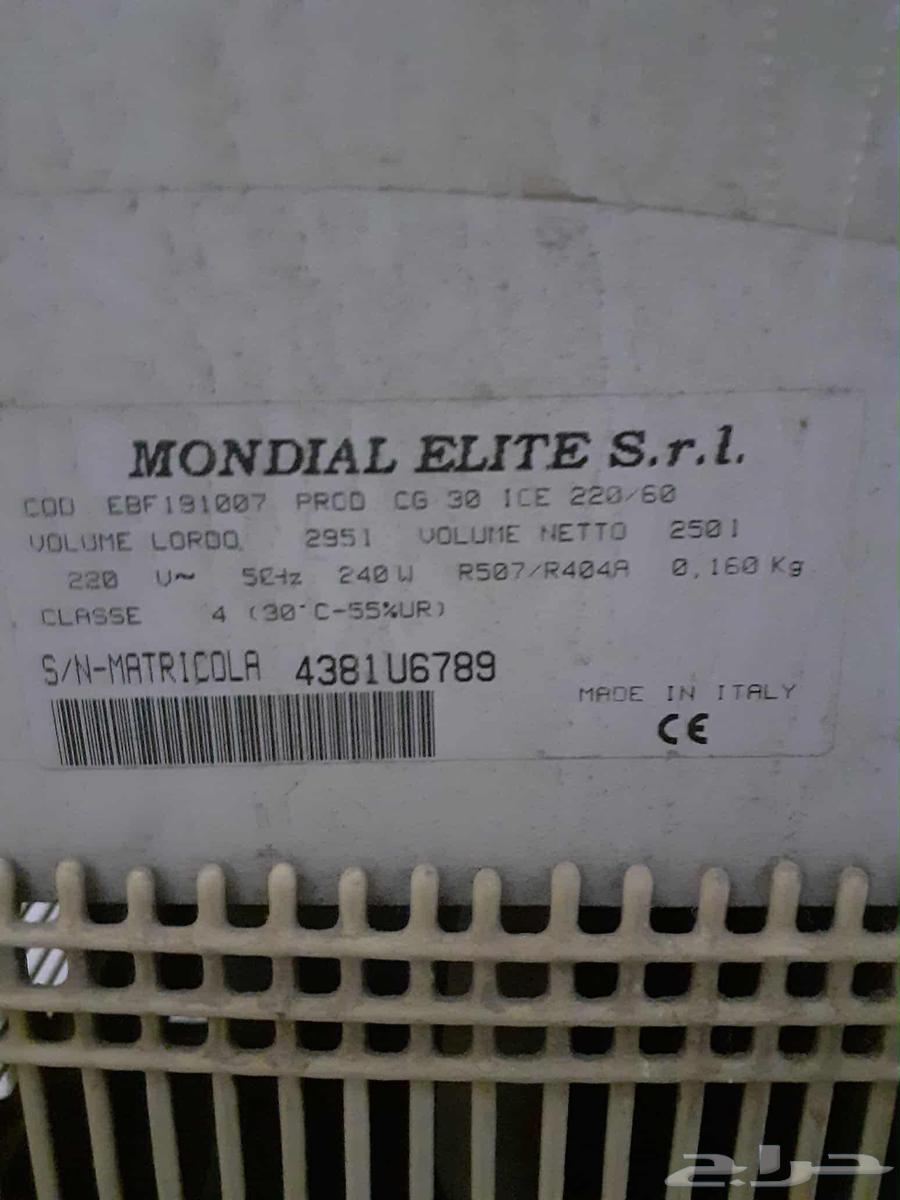 MONDIAL ELITE S.r.l.
COD EBF191007 PROD CG 30 ICE 220/60
VOLUME LORDO 295l VOLUME NETTO 250 l
220 V~ 50Hz 240 W R507/R404A 0,160 Kg
CLASSE 4 (30°C-55%UR)
S/N-MATRICOLA 4381U6789
MADE IN ITALY
CE
حراج